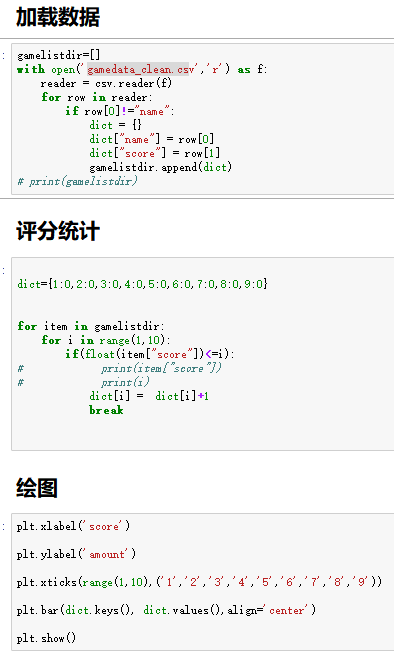 加载数据
:
gamelistdir=[]
with open('gamedata_clean.csv','r') as f:
    reader = csv.reader(f)
    for row in reader:
        if row[0]!="name":
            dict = {}
            dict["name"] = row[0]
            dict["score"] = row[1]
            gamelistdir.append(dict)
# print(gamelistdir)
评分统计
:
dict={1:0,2:0,3:0,4:0,5:0,6:0,7:0,8:0,9:0}
for item in gamelistdir:
    for i in range(1,10):
        if(float(item["score"])<=i):
#             print(item["score"])
#             print(i)
            dict[i] =  dict[i]+1
            break
绘图
:
plt.xlabel('score')
plt.ylabel('amount')
plt.xticks(range(1,10),('1','2','3','4','5','6','7','8','9'))
plt.bar(dict.keys(), dict.values(),align='center')
plt.show()